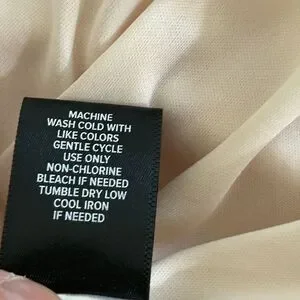 MACHINE
WASH COLD WITH
LIKE COLORS
GENTLE CYCLE
USE ONLY
NON-CHLORINE
BLEACH IF NEEDED
TUMBLE DRY LOW
COOL IRON
IF NEEDED